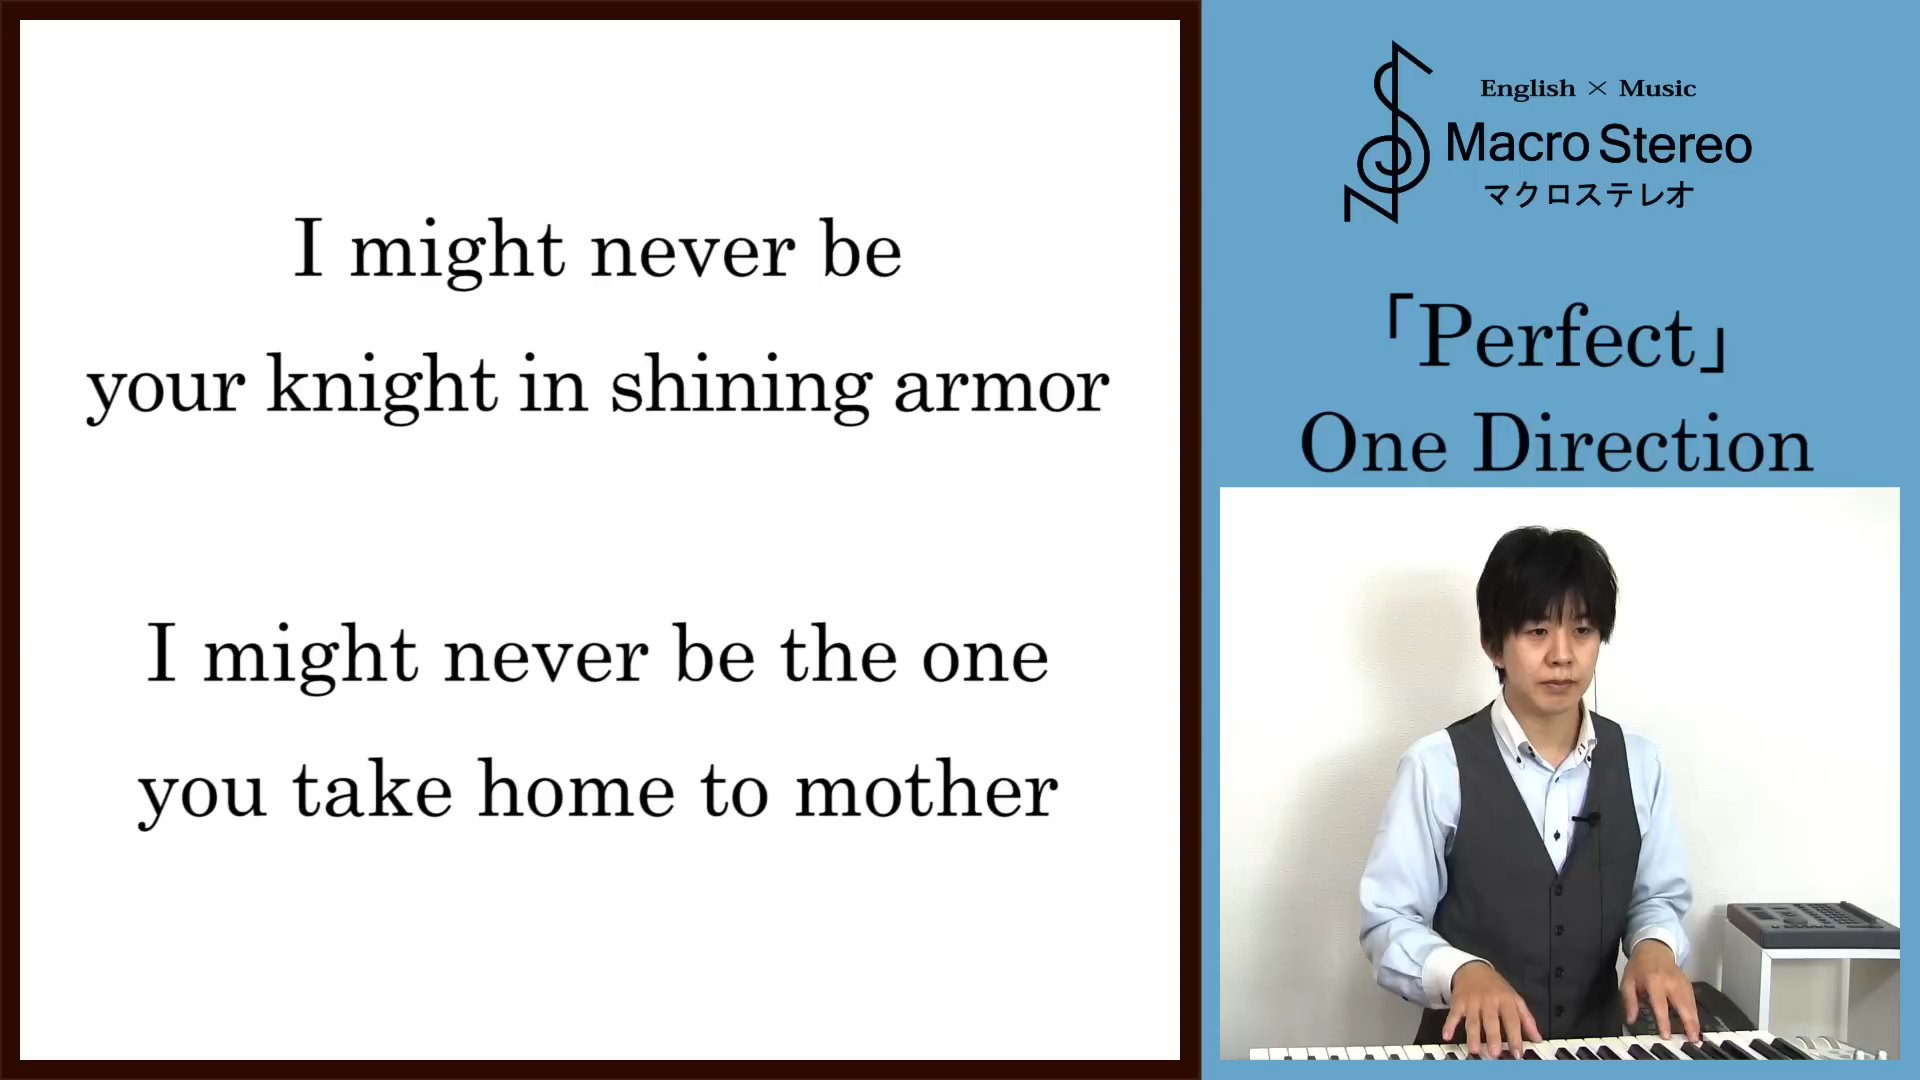 I might never be
your knight in shining armor
I might never be the one
you take home to mother
English × Music
Macro Stereo
マクロステレオ
「Perfect」
One Direction